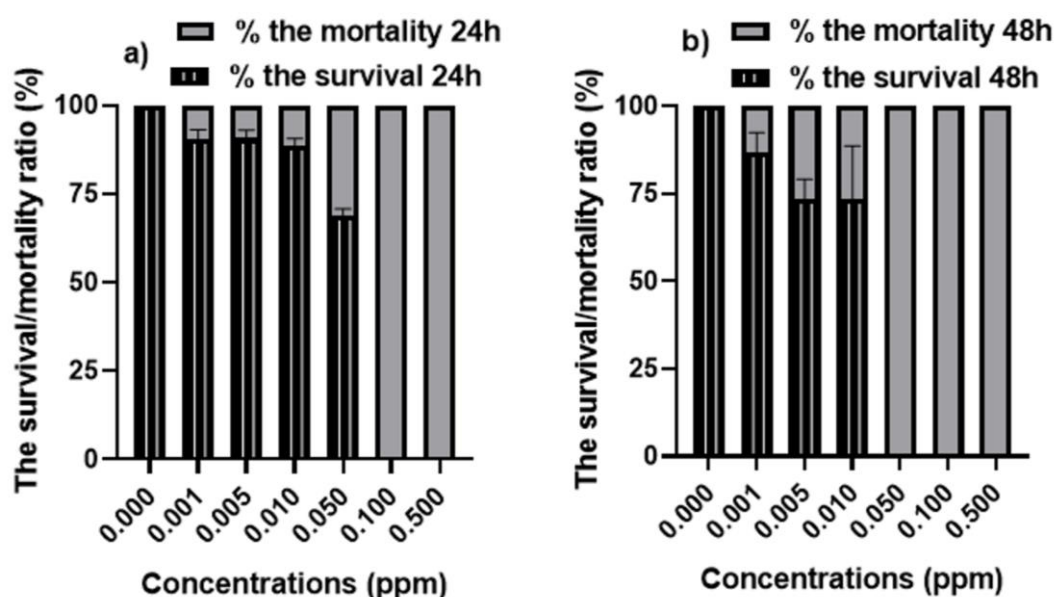 a)
% the mortality 24h
% the survival 24h
The survival/mortality ratio (%)
100
75
50
25
0
0.000
0.001
0.005
0.010
0.050
0.100
0.500
Concentrations (ppm)
b)
% the mortality 48h
% the survival 48h
The survival/mortality ratio (%)
100
75
50
25
0
0.000
0.001
0.005
0.010
0.050
0.100
0.500
Concentrations (ppm)